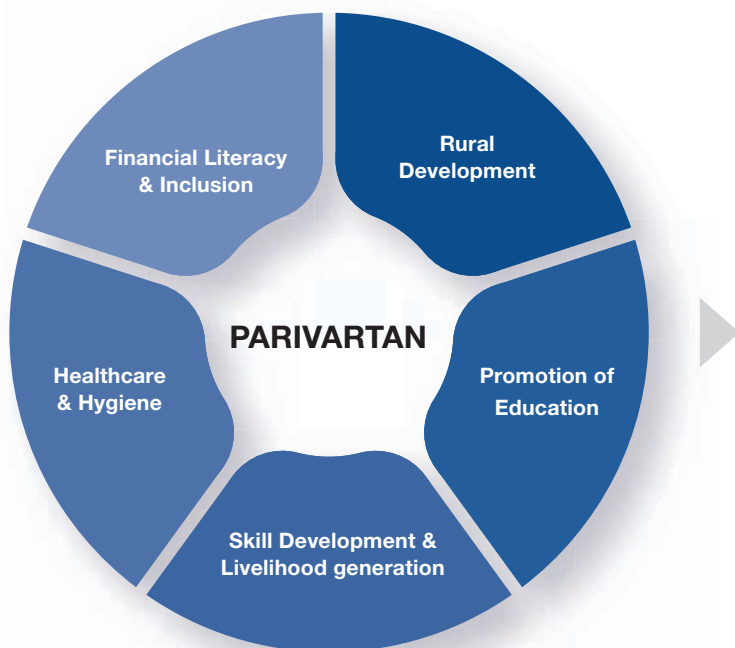 Financial Literacy
& Inclusion
Rural
Development
PARIVARTAN
Healthcare
& Hygiene
Promotion of
Education
Skill Development &
Livelihood generation